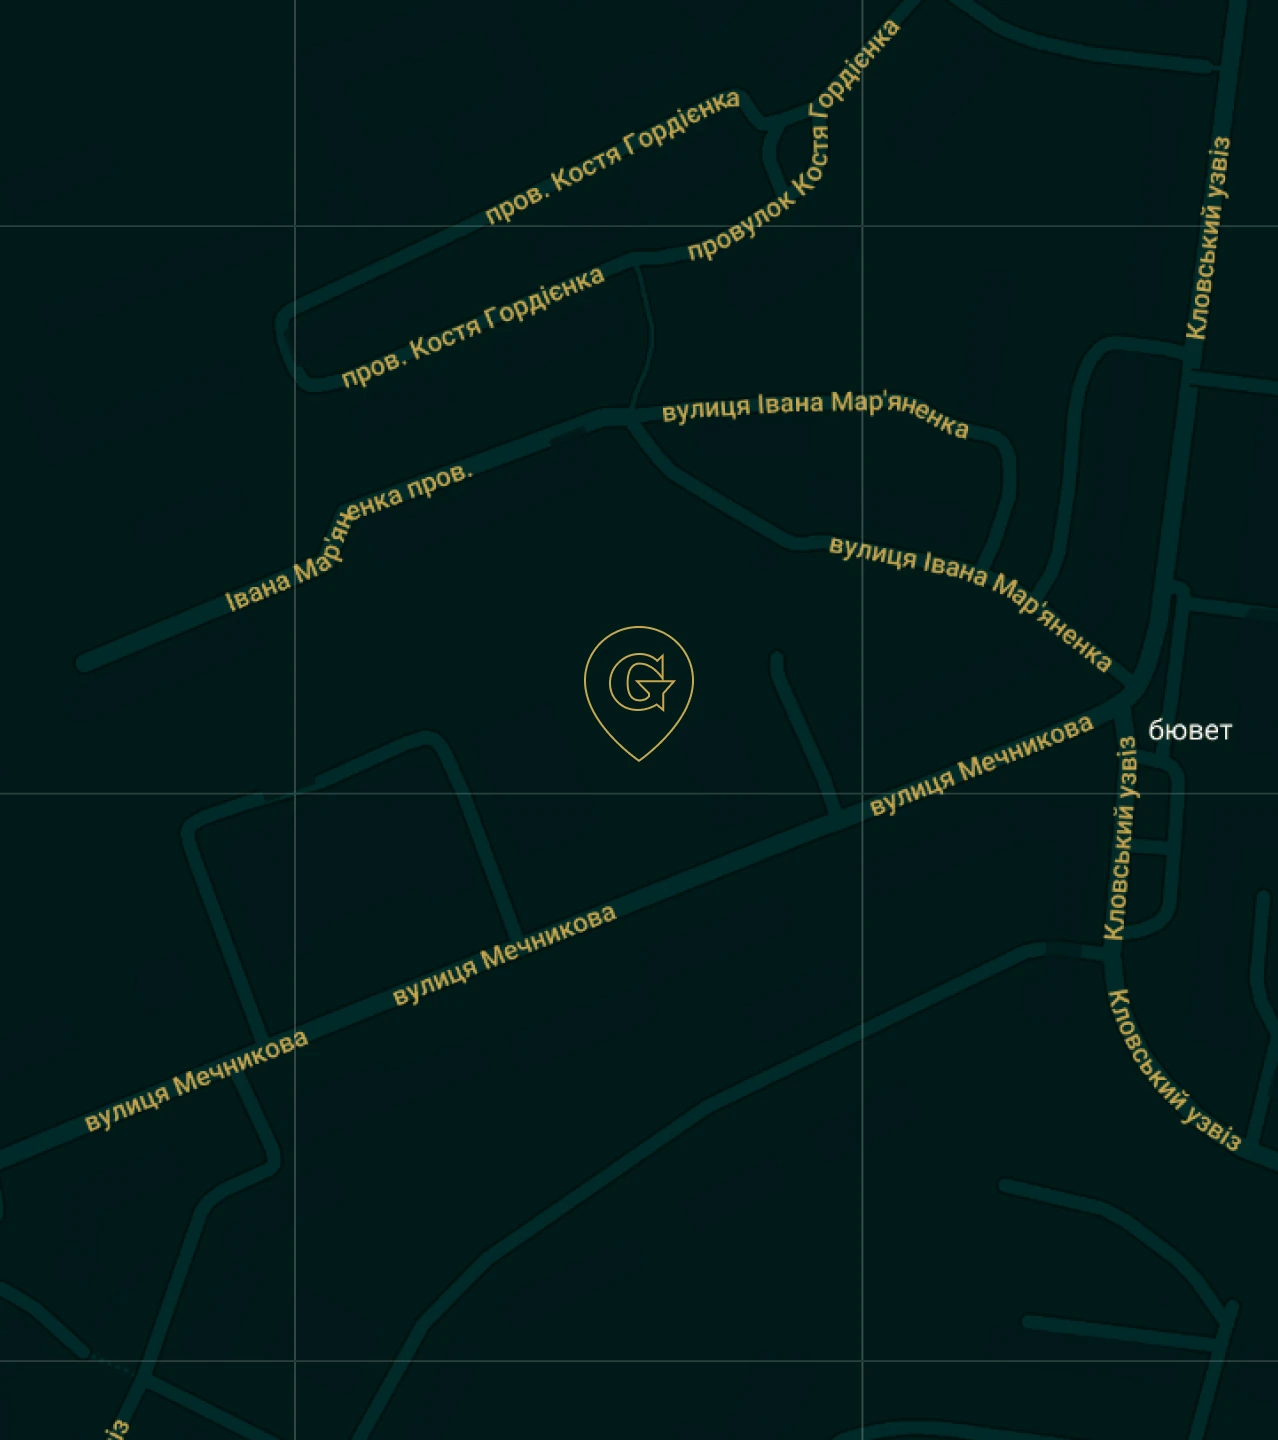 провулок Костя Гордієнка
пров. Костя Гордієнка
Кловський узвіз
пров. Костя Гордієнка
вулиця Івана Мар'яненка
Івана Мар'яненка пров.
вулиця Івана Мар'яненка
G
бювет
вулиця Мечникова
Кловський узвіз
вулиця Мечникова
Кловський узвіз
вулиця Мечникова
із